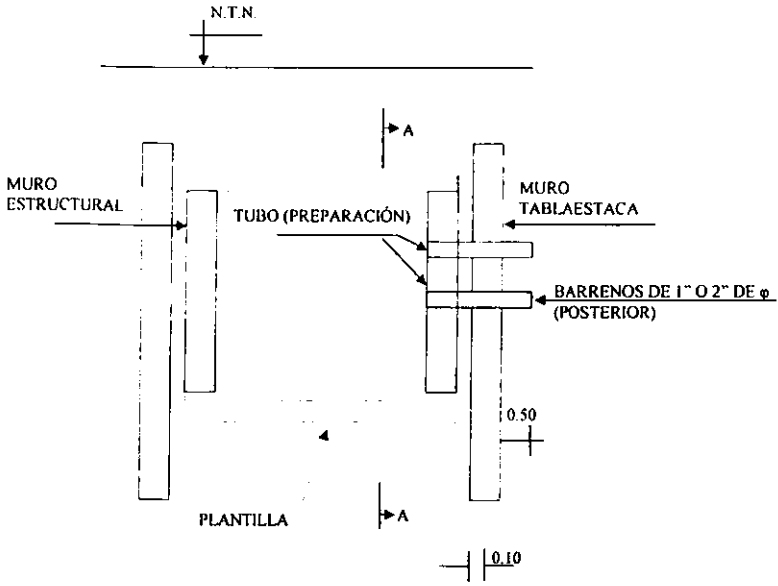 N.T.N.
A
MURO
ESTRUCTURAL
TUBO (PREPARACIÓN)
MURO
TABLAESTACA
BARRENOS DE 1" O 2" DE φ
(POSTERIOR)
0.50
PLANTILLA
A
0.10